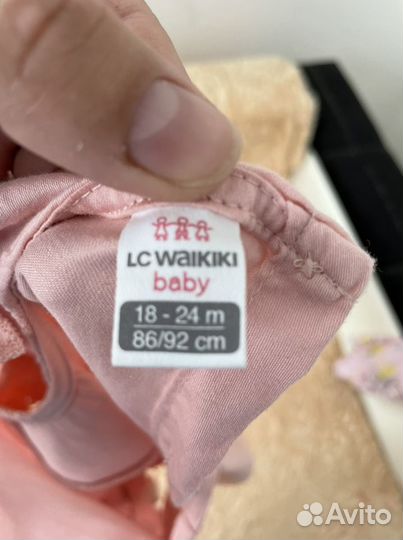 LC WAIKIKI
baby
18 - 24 m
86/92 cm
Avito